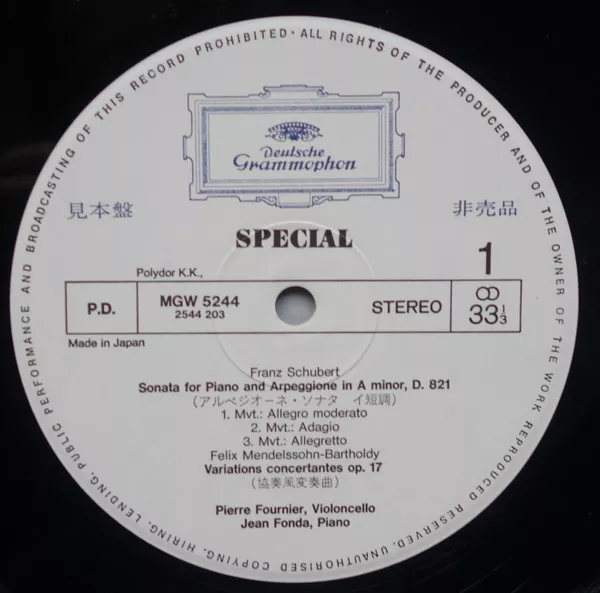 ALL RIGHTS OF THE PRODUCER AND OF THE OWNER OF THE WORK REPRODUCED RESERVED. UNAUTHORISED COPYING, HIRING, LENDING, PUBLIC PERFORMANCE AND BROADCASTING OF THIS RECORD PROHIBITED ·
Deutsche
Grammophon
見本盤
非売品
SPECIAL
1
Polydor K.K.,
P.D.
MGW 5244
2544 203
STEREO
33 1/3
Made in Japan
Franz Schubert
Sonata for Piano and Arpeggione in A minor, D. 821
(アルペジオーネ・ソナタ イ短調)
1. Mvt.: Allegro moderato
2. Mvt.: Adagio
3. Mvt.: Allegretto
Felix Mendelssohn-Bartholdy
Variations concertantes op. 17
(協奏風変奏曲)
Pierre Fournier, Violoncello
Jean Fonda, Piano